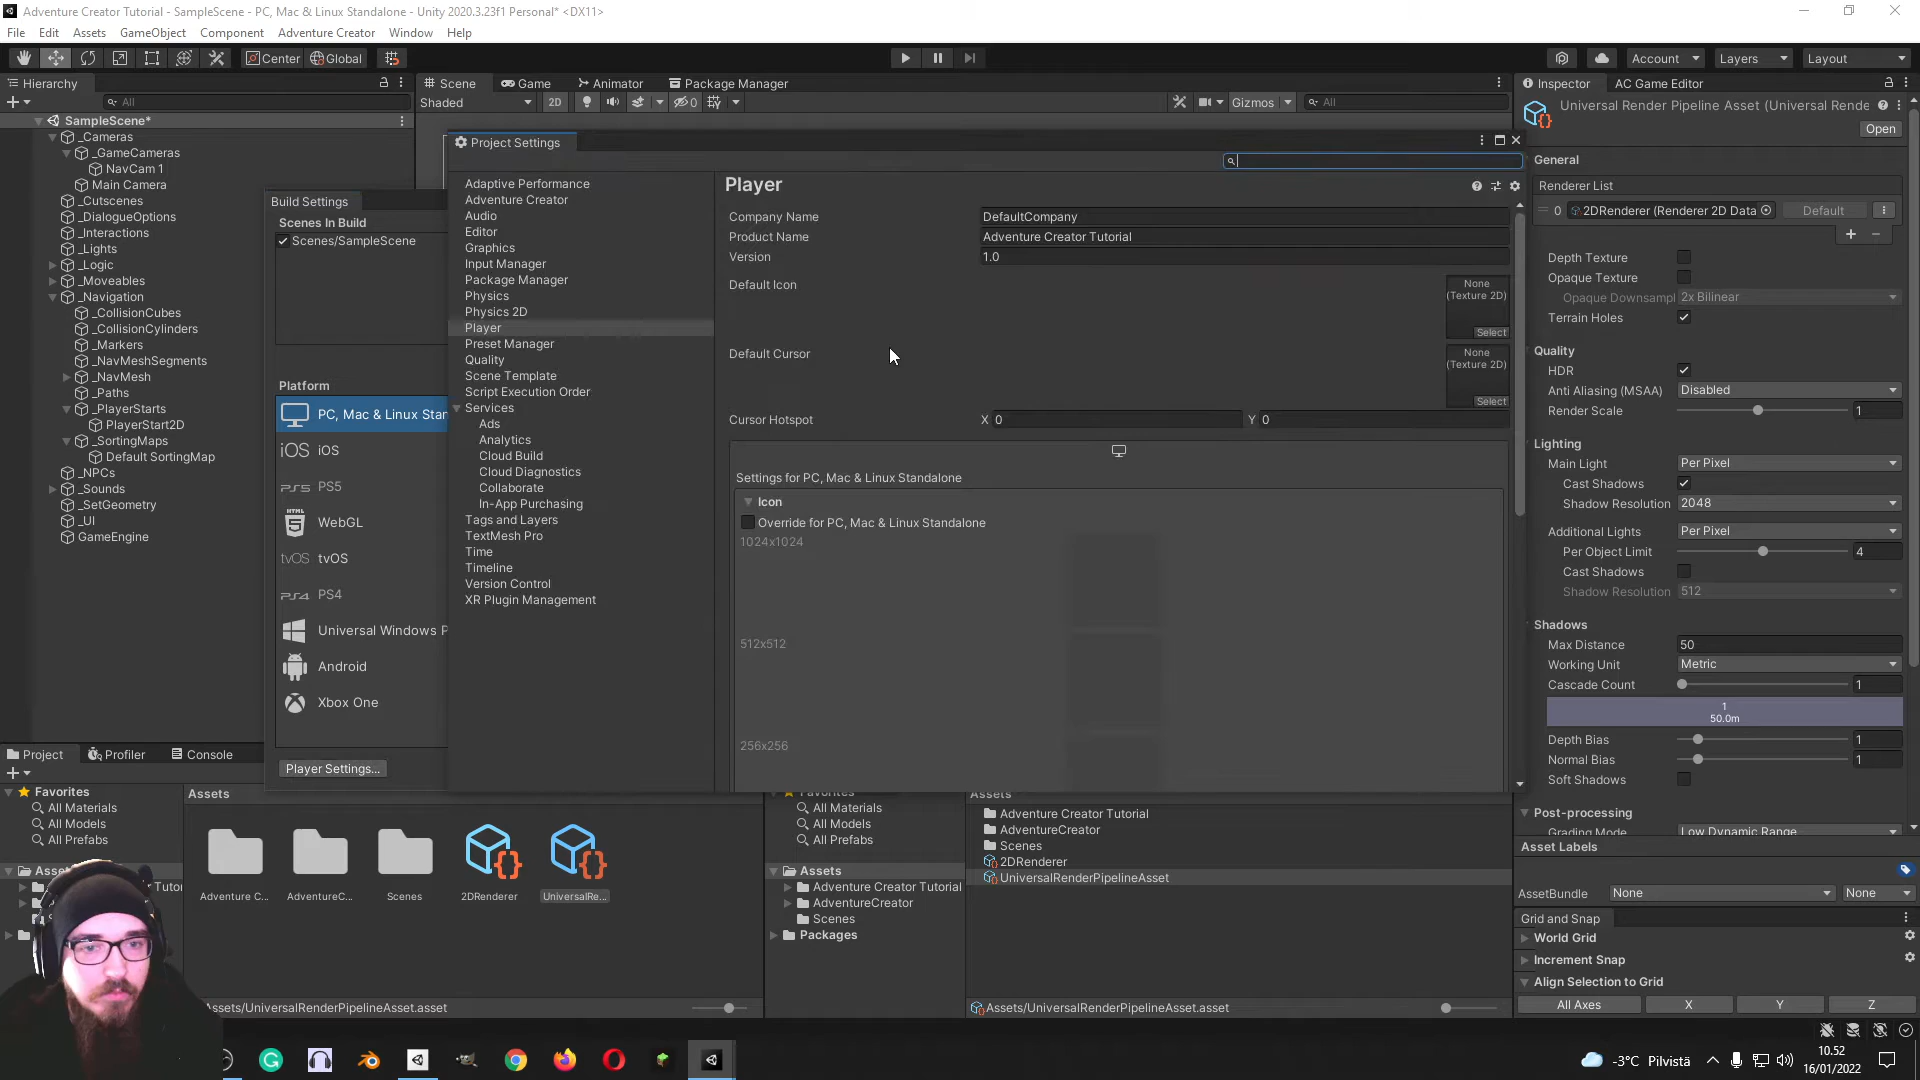 Adventure Creator Tutorial - SampleScene - PC, Mac & Linux Standalone - Unity 2020.3.23f1 Personal* <DX11>
File Edit Assets GameObject Component Adventure Creator Window Help
Center Global Account Layers Layout
Hierarchy
All
SampleScene*
_Cameras
_GameCameras
NavCam 1
Main Camera
_Cutscenes
_DialogueOptions
_Interactions
_Lights
_Logic
_Moveables
_Navigation
_CollisionCubes
_CollisionCylinders
_Markers
_NavMeshSegments
_NavMesh
_Paths
_PlayerStarts
PlayerStart2D
_SortingMaps
Default SortingMap
_NPCs
_Sounds
_SetGeometry
_UI
GameEngine
Scene Game Animator Package Manager
Shaded 2D 0 Gizmos All
Build Settings
Scenes In Build
Scenes/SampleScene
Platform
PC, Mac & Linux Stan
iOS iOS
PS5
HTML WebGL
tvOS tvOS
PS4
Universal Windows P
Android
Xbox One
Player Settings...
Project Settings
Adaptive Performance
Adventure Creator
Audio
Editor
Graphics
Input Manager
Package Manager
Physics
Physics 2D
Player
Preset Manager
Quality
Scene Template
Script Execution Order
Services
Ads
Analytics
Cloud Build
Cloud Diagnostics
Collaborate
In-App Purchasing
Tags and Layers
TextMesh Pro
Time
Timeline
Version Control
XR Plugin Management
Player
Company Name DefaultCompany
Product Name Adventure Creator Tutorial
Version 1.0
Default Icon None (Texture 2D) Select
Default Cursor None (Texture 2D) Select
Cursor Hotspot X 0 Y 0
Settings for PC, Mac & Linux Standalone
Icon
Override for PC, Mac & Linux Standalone
1024x1024
512x512
256x256
Inspector AC Game Editor
Universal Render Pipeline Asset (Universal Rende
Open
General
Renderer List
0 2DRenderer (Renderer 2D Data Default
Depth Texture
Opaque Texture
Opaque Downsampl 2x Bilinear
Terrain Holes
Quality
HDR
Anti Aliasing (MSAA) Disabled
Render Scale 1
Lighting
Main Light Per Pixel
Cast Shadows
Shadow Resolution 2048
Additional Lights Per Pixel
Per Object Limit 4
Cast Shadows
Shadow Resolution 512
Shadows
Max Distance 50
Working Unit Metric
Cascade Count 1
1
50.0m
Depth Bias 1
Normal Bias 1
Soft Shadows
Post-processing
Grading Mode Low Dynamic Range
Asset Labels
AssetBundle None None
Grid and Snap
World Grid
Increment Snap
Align Selection to Grid
All Axes X Y Z
Project Profiler Console
Favorites
All Materials
All Models
All Prefabs
Asset
Tutor
Assets
Adventure C... AdventureC... Scenes 2DRenderer UniversalRe...
Assets/UniversalRenderPipelineAsset.asset
Favorites
All Materials
All Models
All Prefabs
Assets
Adventure Creator Tutorial
AdventureCreator
Scenes
Packages
Assets
Adventure Creator Tutorial
AdventureCreator
Scenes
2DRenderer
UniversalRenderPipelineAsset
Assets/UniversalRenderPipelineAsset.asset
-3°C Pilvistä
10.52
16/01/2022